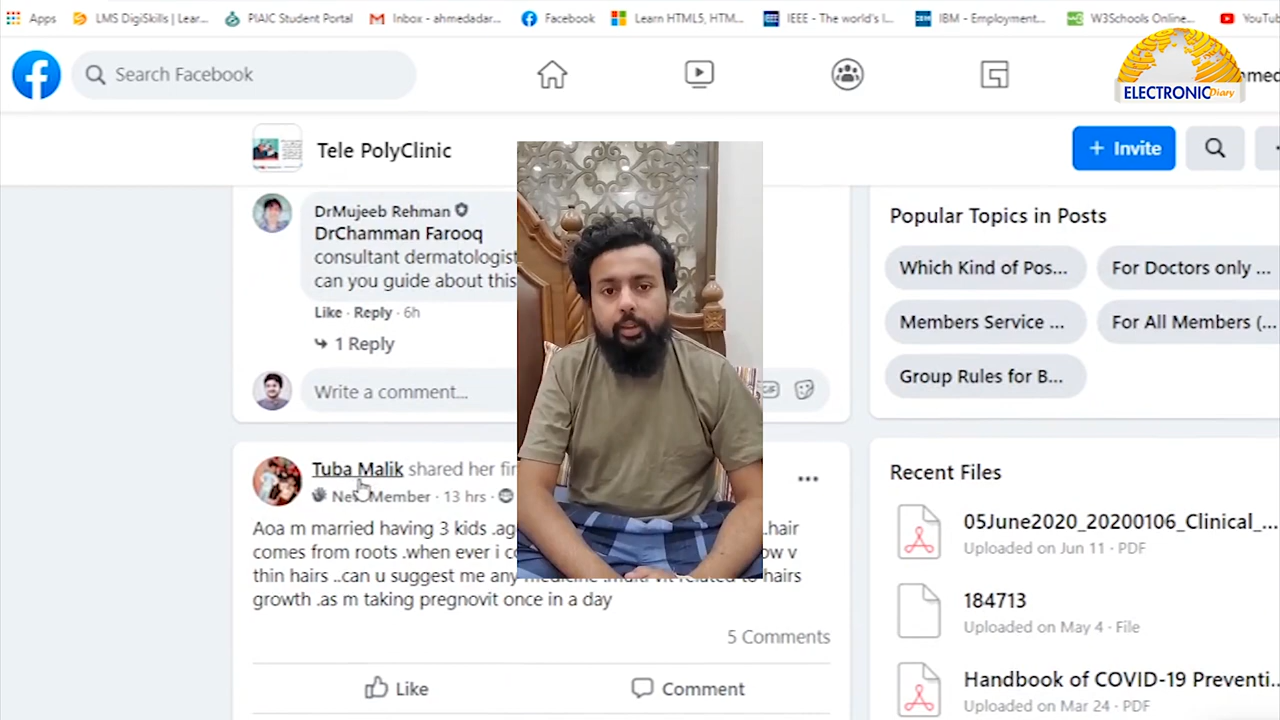 Apps LMS DigiSkills | Lear... PIAIC Student Portal Inbox - ahmedadar... Facebook Learn HTML5, HTM... IEEE - The world's l... IBM - Employment... W3Schools Online...
Search Facebook
ELECTRONIC Diary
Tele PolyClinic
+ Invite
DrMujeeb Rehman
DrChamman Farooq
consultant dermatologist
can you guide about this
Like · Reply · 6h
1 Reply
Write a comment...
GIF
Tuba Malik shared her
New Member · 13 hrs ·
Aoa m married having 3 kids .hair
comes from roots .when ever i
thin hairs ..can u suggest me any medicine related to hairs
growth .as m taking pregnovit once in a day
5 Comments
Like
Comment
Popular Topics in Posts
Which Kind of Pos...
For Doctors only ...
Members Service ...
For All Members (...
Group Rules for B...
Recent Files
05June2020_20200106_Clinical_...
Uploaded on Jun 11 · PDF
184713
Uploaded on May 4 · File
Handbook of COVID-19 Preventi...
Uploaded on Mar 24 · PDF